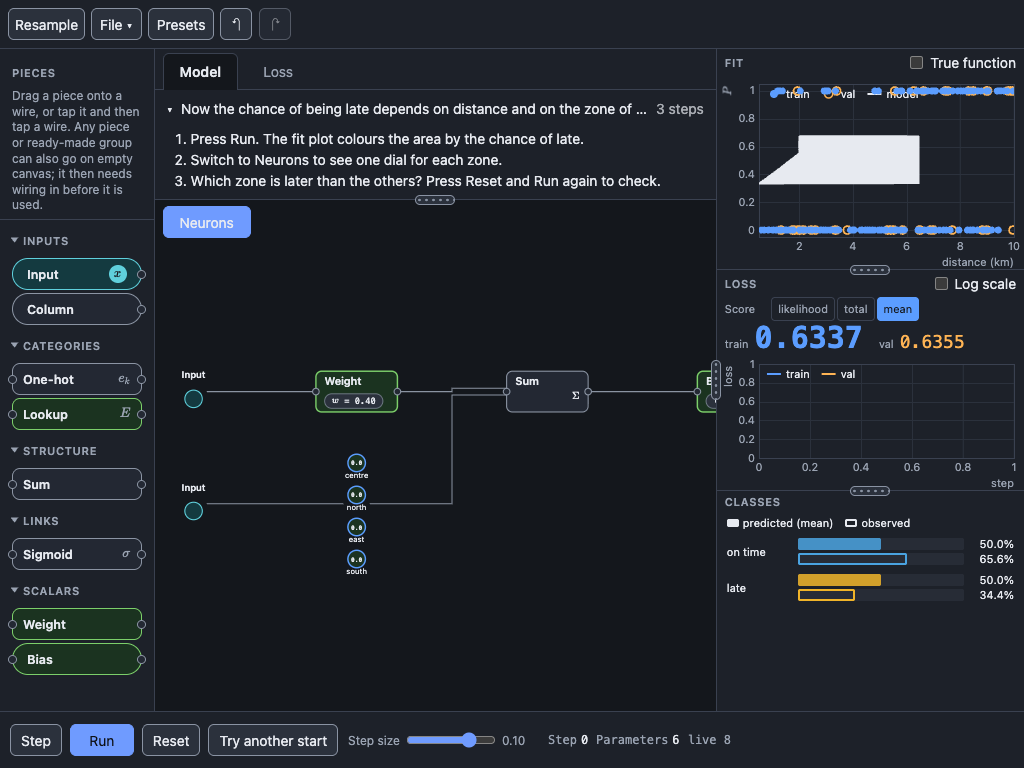 Resample
File ▾
Presets
PIECES
Drag a piece onto a
wire, or tap it and then
tap a wire. Any piece
or ready-made group
can also go on empty
canvas; it then needs
wiring in before it is
used.
INPUTS
Input x
Column
CATEGORIES
One-hot eₖ
Lookup E
STRUCTURE
Sum
LINKS
Sigmoid σ
SCALARS
Weight
Bias
Model
Loss
Now the chance of being late depends on distance and on the zone of ... 3 steps
1. Press Run. The fit plot colours the area by the chance of late.
2. Switch to Neurons to see one dial for each zone.
3. Which zone is later than the others? Press Reset and Run again to check.
Neurons
Input
Weight
w = 0.40
Sum
Σ
Input
0.0
centre
0.0
north
0.0
east
0.0
south
FIT
True function
P
train val model
1
0.8
0.6
0.4
0.2
0
2 4 6 8 10
distance (km)
LOSS
Log scale
Score likelihood total mean
train 0.6337 val 0.6355
loss
train val
1
0.8
0.6
0.4
0.2
0
0 0.2 0.4 0.6 0.8 1
step
CLASSES
predicted (mean) observed
on time
50.0%
65.6%
late
50.0%
34.4%
Step
Run
Reset
Try another start
Step size 0.10
Step 0 Parameters 6 live 8